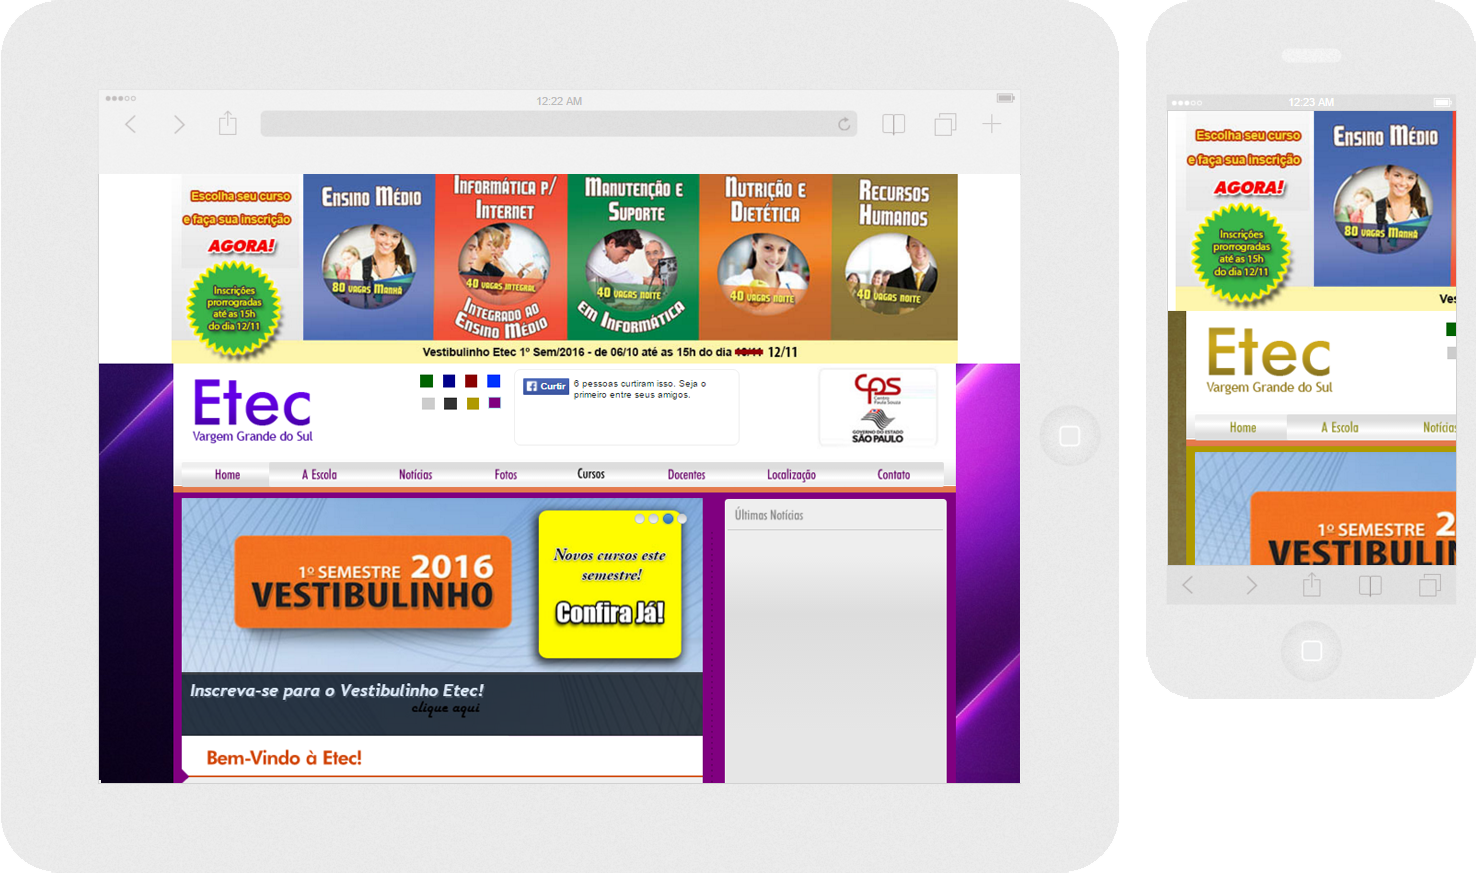 12:22 AM
Escolha seu curso
e faça sua inscrição
AGORA!
Inscrições
prorrogadas
até as 15h
do dia 12/11
Ensino Médio
80 vagas Manhã
Informática p/
Internet
40 vagas integral
Integrado ao
Ensino Médio
Manutenção e
Suporte
40 vagas noite
em Informática
Nutrição e
Dietética
40 vagas noite
Recursos
Humanos
40 vagas noite
Vestibulinho Etec 1º Sem/2016 - de 06/10 até as 15h do dia 12/11
Etec
Vargem Grande do Sul
Curtir
6 pessoas curtiram isso. Seja o
primeiro entre seus amigos.
CPS
Centro
Paula Souza
GOVERNO DO ESTADO
SÃO PAULO
Home A Escola Notícias Fotos Cursos Docentes Localização Contato
1º SEMESTRE 2016
VESTIBULINHO
Novos cursos este
semestre!
Confira Já!
Últimas Notícias
Inscreva-se para o Vestibulinho Etec!
clique aqui
Bem-Vindo à Etec!
12:23 AM
Escolha seu curso
e faça sua inscrição
AGORA!
Inscrições
prorrogadas
até as 15h
do dia 12/11
Ensino Médio
80 vagas Manhã
Ves
Etec
Vargem Grande do Sul
Home A Escola Notícias
1º SEMESTRE 2
VESTIBULIN